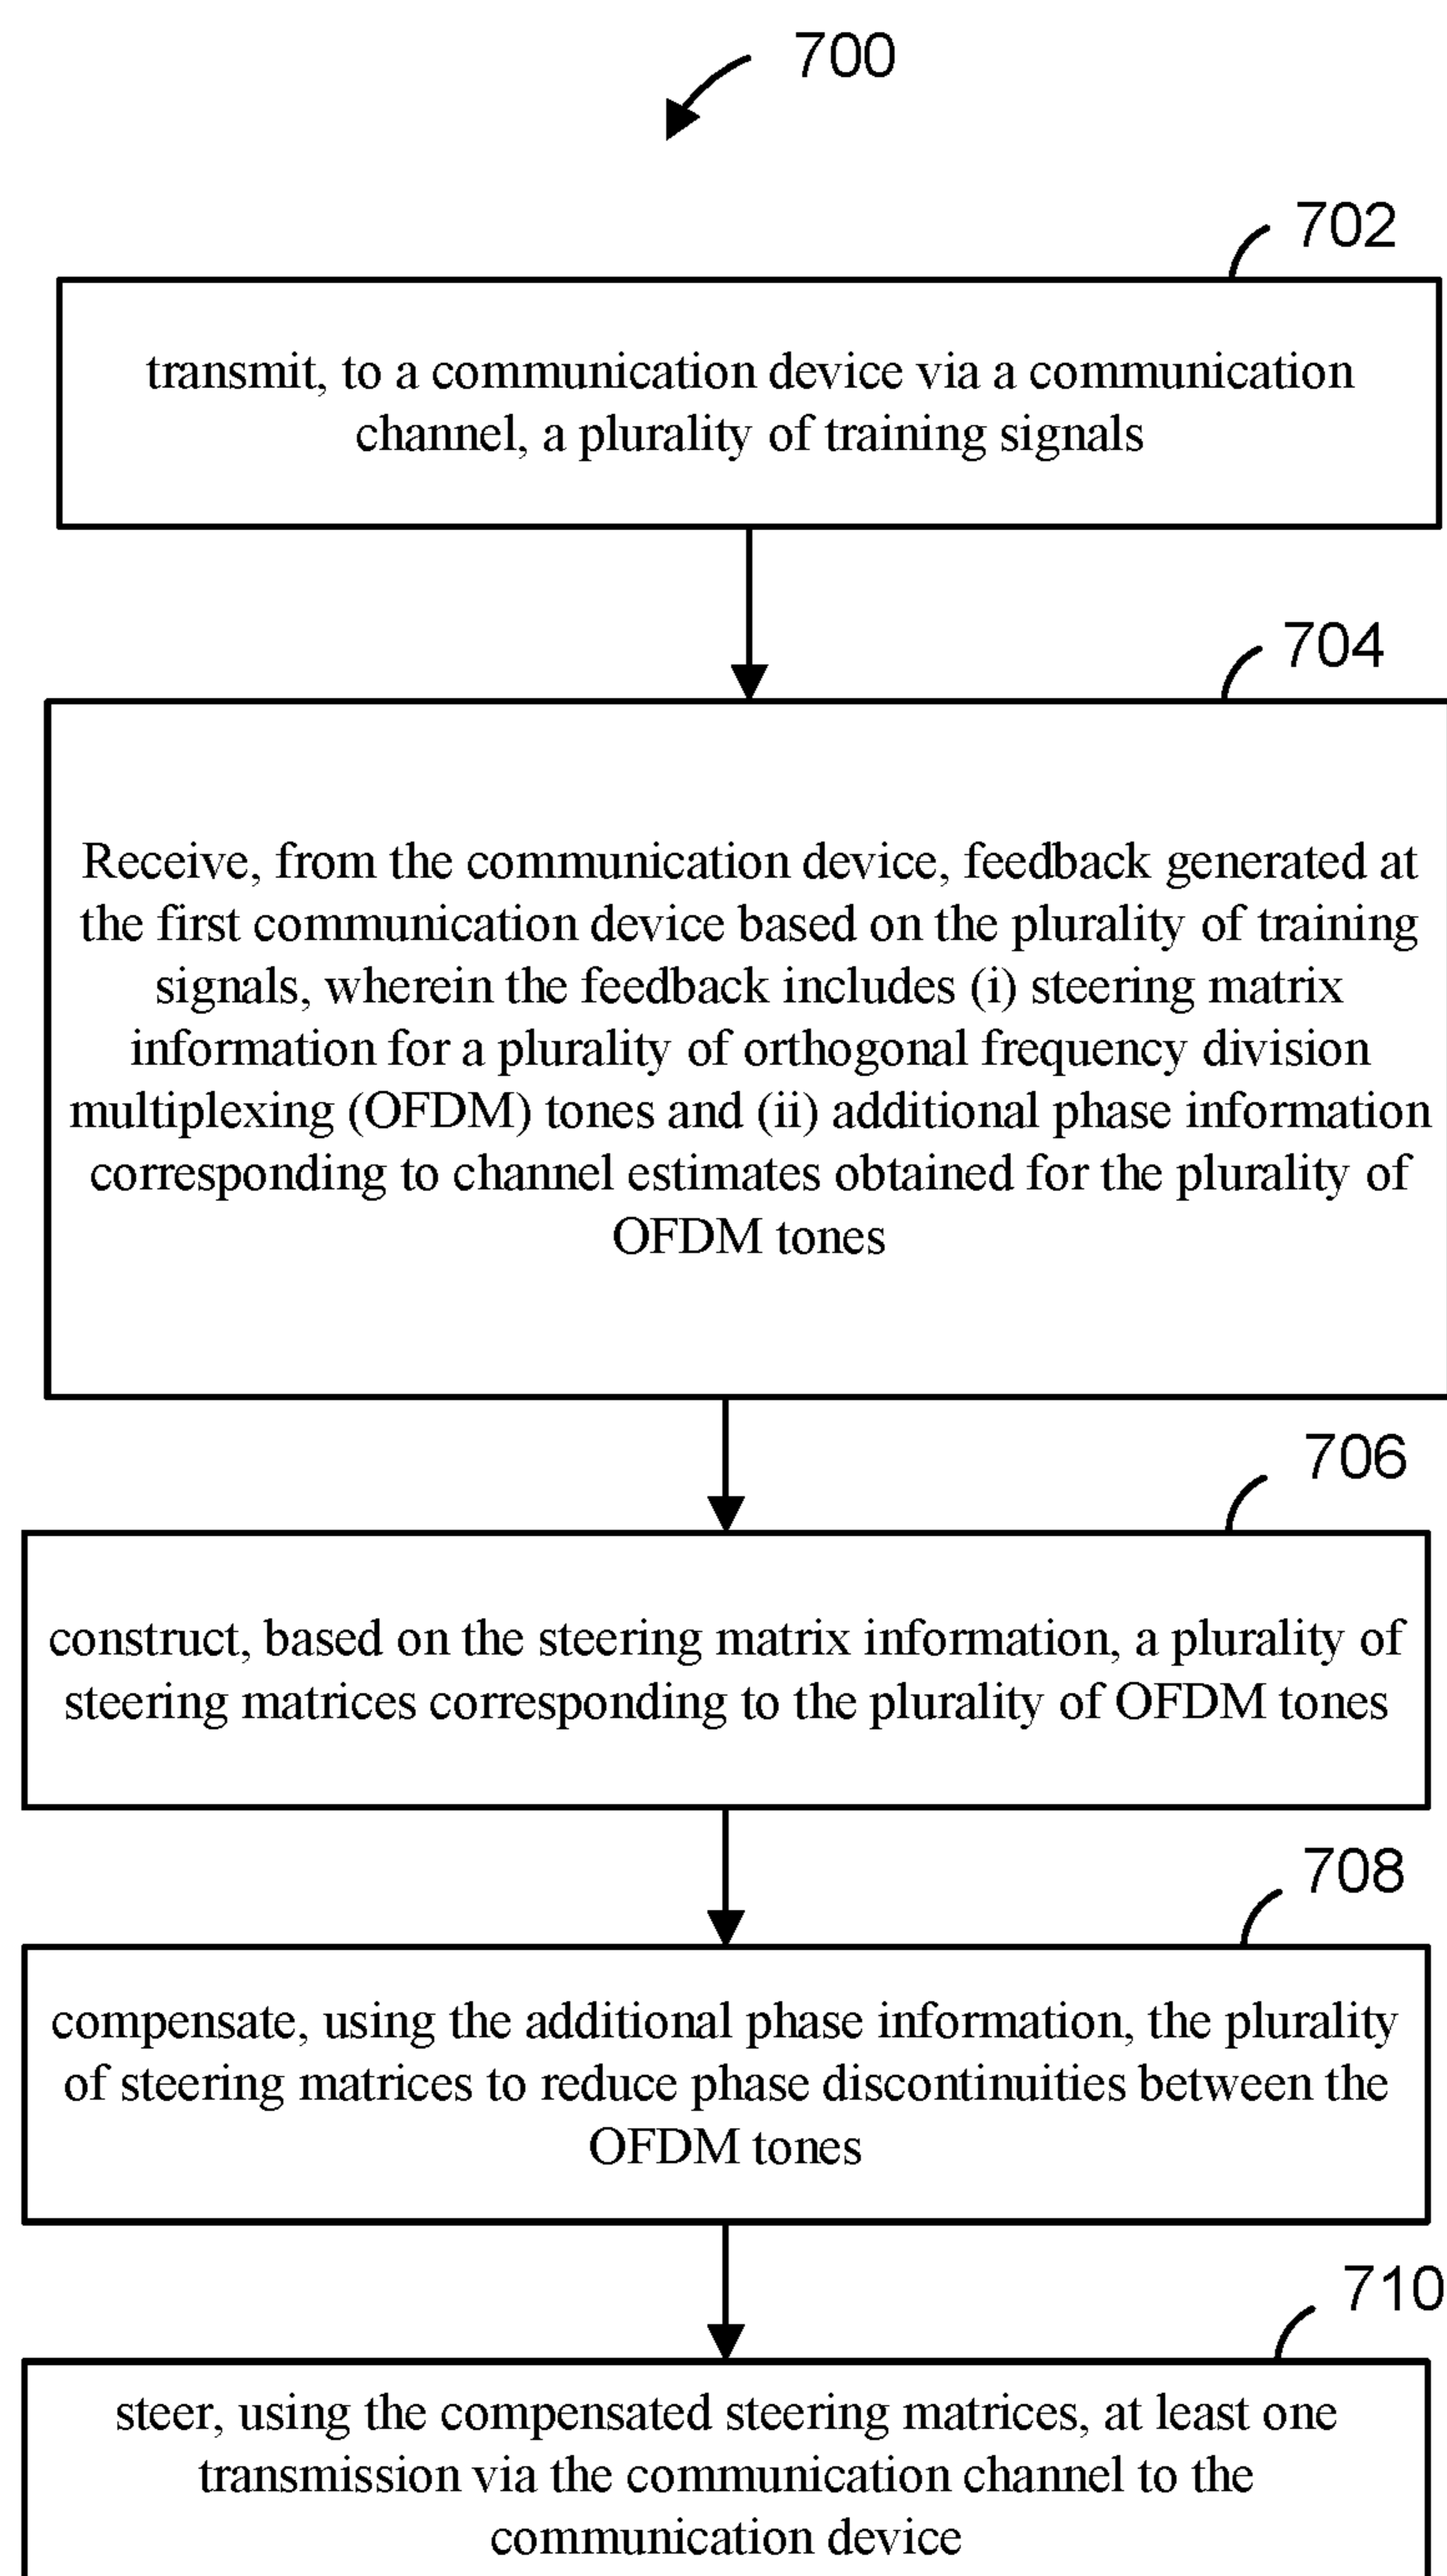 700
702
transmit, to a communication device via a communication
channel, a plurality of training signals
704
Receive, from the communication device, feedback generated at
the first communication device based on the plurality of training
signals, wherein the feedback includes (i) steering matrix
information for a plurality of orthogonal frequency division
multiplexing (OFDM) tones and (ii) additional phase information
corresponding to channel estimates obtained for the plurality of
OFDM tones
706
construct, based on the steering matrix information, a plurality of
steering matrices corresponding to the plurality of OFDM tones
708
compensate, using the additional phase information, the plurality
of steering matrices to reduce phase discontinuities between the
OFDM tones
710
steer, using the compensated steering matrices, at least one
transmission via the communication channel to the
communication device